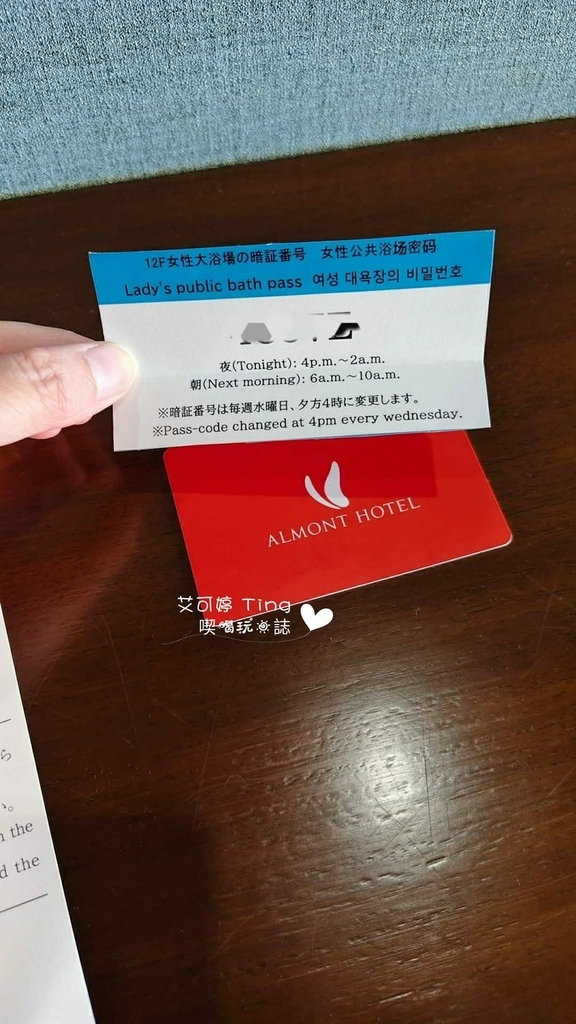 12F女性大浴場の暗証番号 女性公共浴场密码
Lady's public bath pass 여성 대욕장의 비밀번호
夜(Tonight): 4p.m.～2a.m.
朝(Next morning): 6a.m.～10a.m.
※暗証番号は毎週水曜日、夕方4時に変更します。
※Pass-code changed at 4pm every wednesday.
ALMONT HOTEL
艾可婷 Ting
喫喝玩樂誌
ら
い。
the
d the